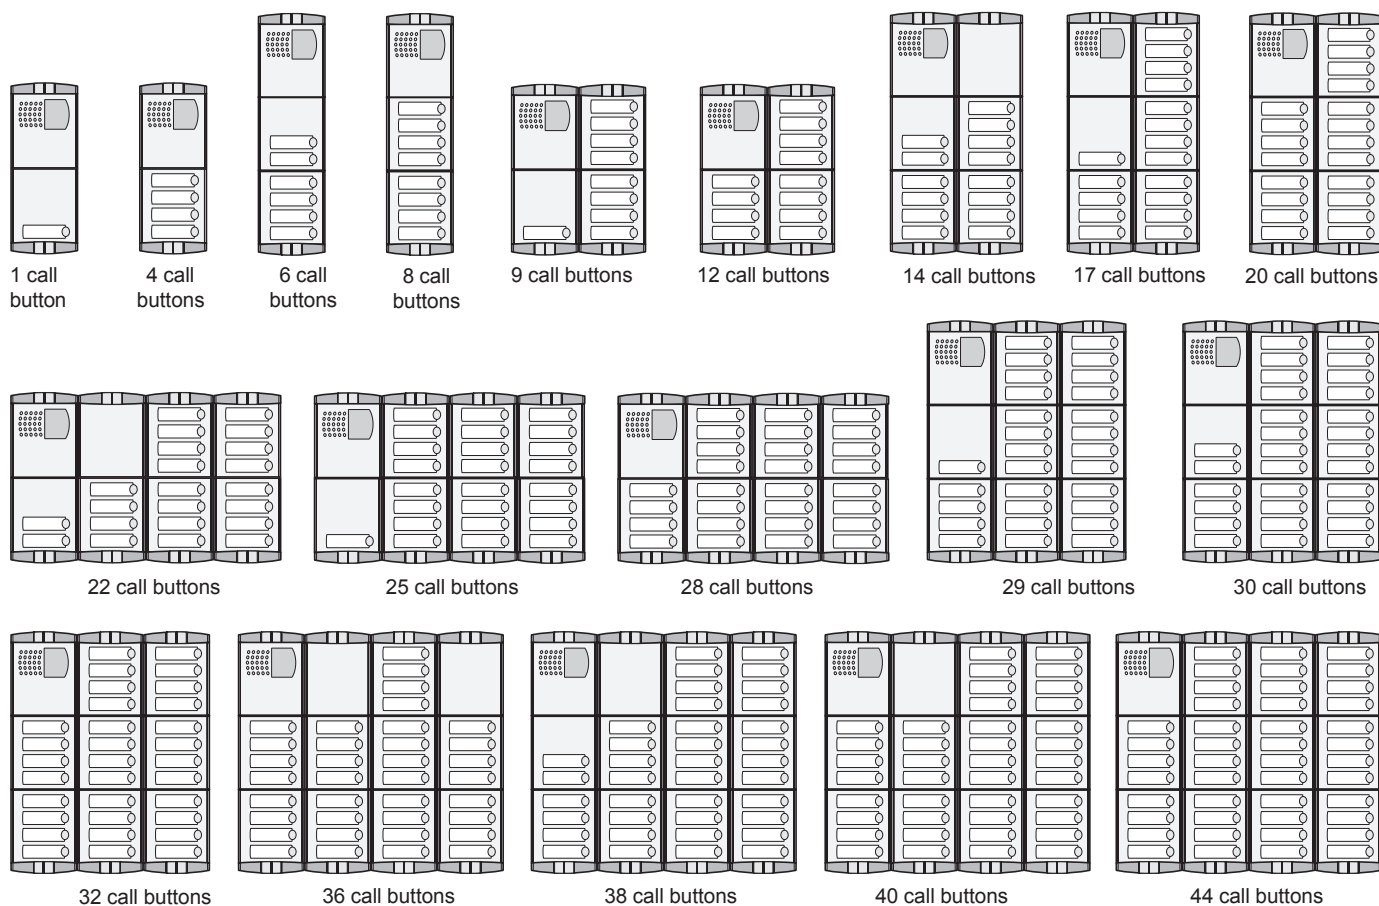 1 call
button
4 call
buttons
6 call
buttons
8 call
buttons
9 call buttons
12 call buttons
14 call buttons
17 call buttons
20 call buttons
22 call buttons
25 call buttons
28 call buttons
29 call buttons
30 call buttons
32 call buttons
36 call buttons
38 call buttons
40 call buttons
44 call buttons